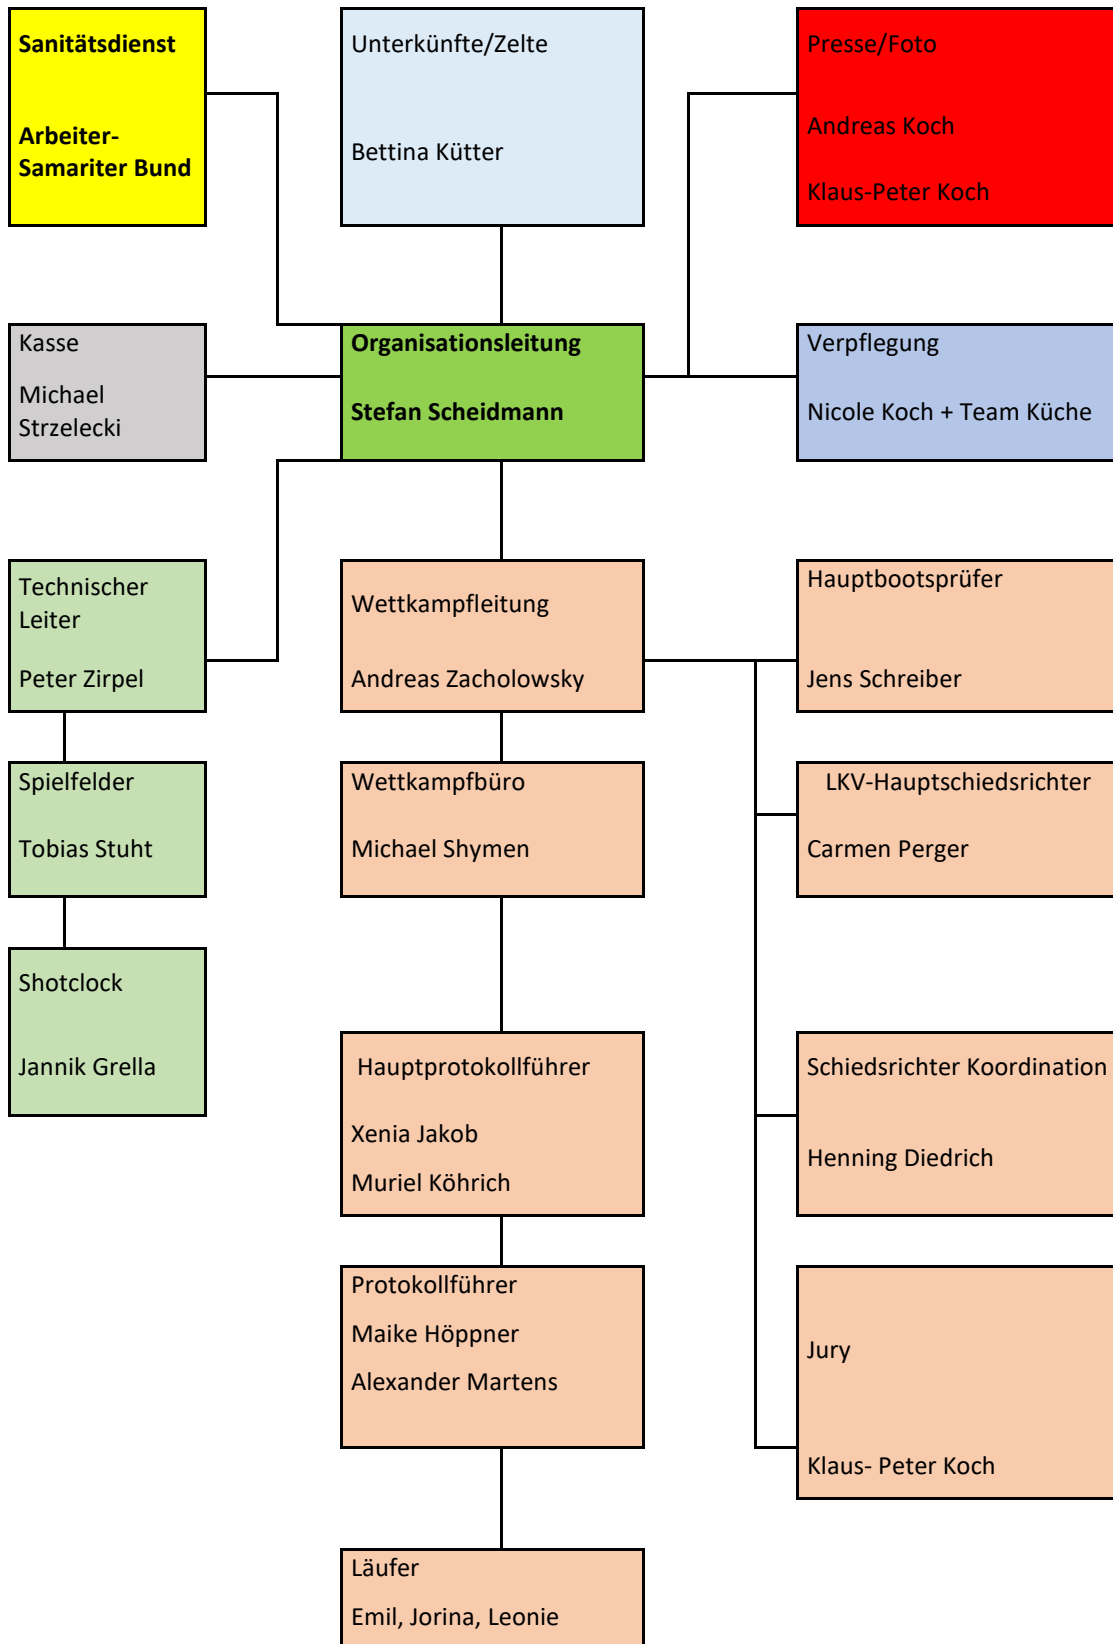 Sanitätsdienst
Arbeiter-
Samariter Bund
Unterkünfte/Zelte
Bettina Kütter
Presse/Foto
Andreas Koch
Klaus-Peter Koch
Kasse
Michael
Strzelecki
Organisationsleitung
Stefan Scheidmann
Verpflegung
Nicole Koch + Team Küche
Technischer
Leiter
Peter Zirpel
Wettkampfleitung
Andreas Zacholowsky
Hauptbootsprüfer
Jens Schreiber
Spielfelder
Tobias Stuht
Wettkampfbüro
Michael Shymen
LKV-Hauptschiedsrichter
Carmen Perger
Shotclock
Jannik Grella
Hauptprotokollführer
Xenia Jakob
Muriel Köhrich
Schiedsrichter Koordination
Henning Diedrich
Protokollführer
Maike Höppner
Alexander Martens
Jury
Klaus- Peter Koch
Läufer
Emil, Jorina, Leonie